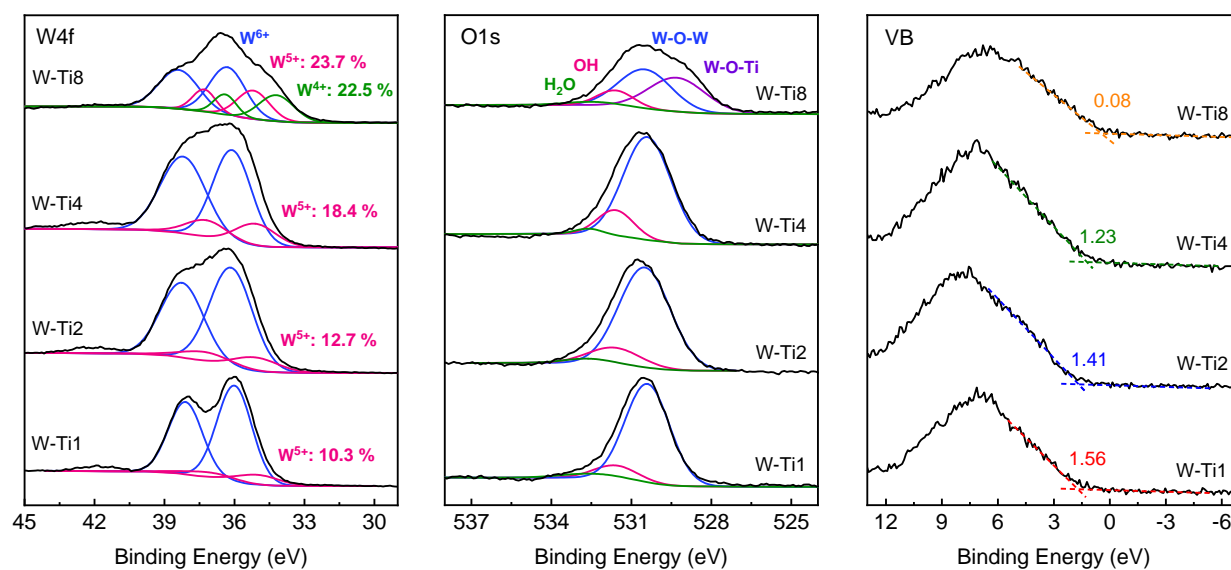 W4f
W⁶⁺
W⁵⁺: 23.7 %
W-Ti8
W⁴⁺: 22.5 %
W-Ti4
W⁵⁺: 18.4 %
W-Ti2
W⁵⁺: 12.7 %
W-Ti1
W⁵⁺: 10.3 %
45 42 39 36 33 30
Binding Energy (eV)
O1s
W-O-W
OH
W-O-Ti
H₂O
W-Ti8
W-Ti4
W-Ti2
W-Ti1
537 534 531 528 525
Binding Energy (eV)
VB
0.08
W-Ti8
1.23
W-Ti4
1.41
W-Ti2
1.56
W-Ti1
12 9 6 3 0 -3 -6
Binding Energy (eV)